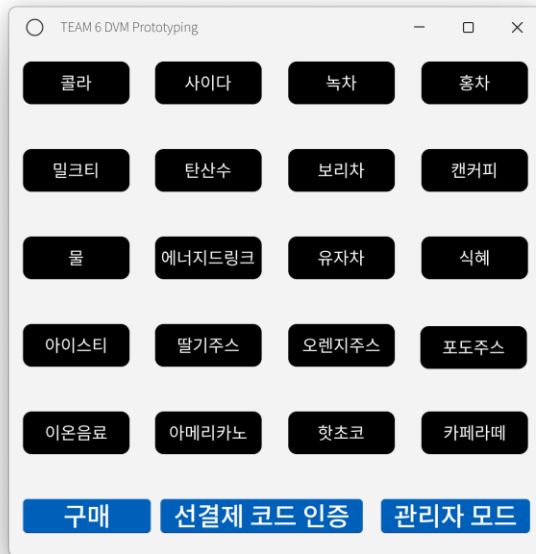 TEAM 6 DVM Prototyping
콜라 사이다 녹차 홍차
밀크티 탄산수 보리차 캔커피
물 에너지드링크 유자차 식혜
아이스티 딸기주스 오렌지주스 포도주스
이온음료 아메리카노 핫초코 카페라떼
구매 선결제 코드 인증 관리자 모드